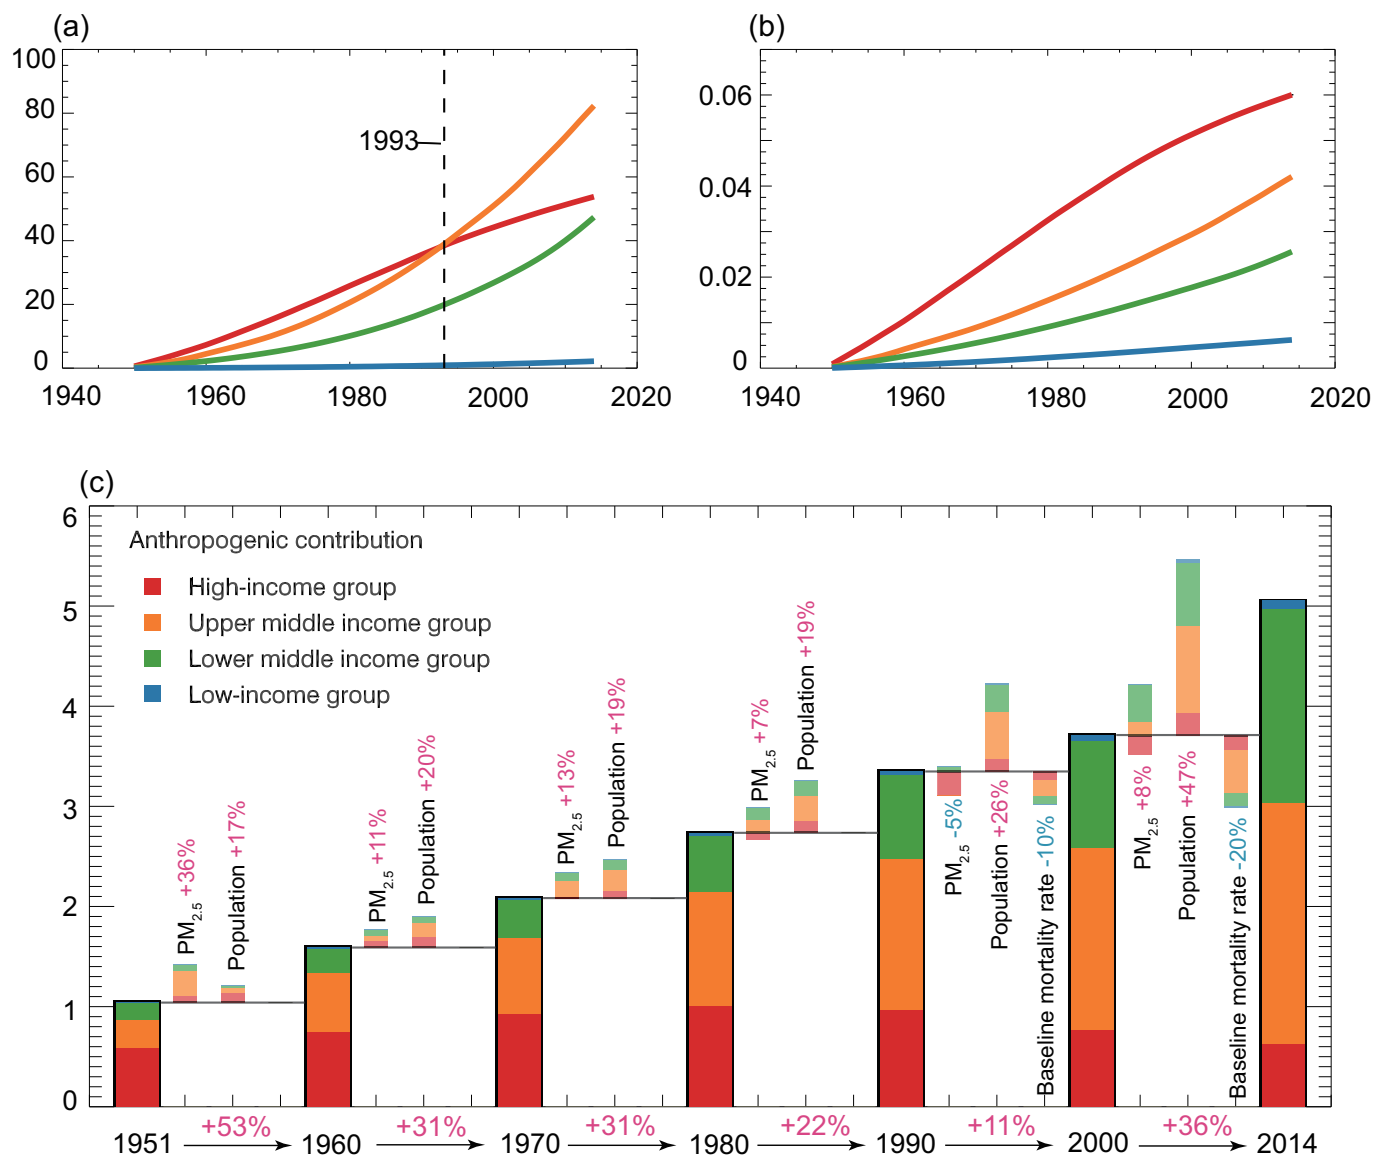 (a)
100
80
60
40
20
0
1993
1940
1960
1980
2000
2020
(b)
0.06
0.04
0.02
0
1940
1960
1980
2000
2020
(c)
6
5
4
3
2
1
0
Anthropogenic contribution
High-income group
Upper middle income group
Lower middle income group
Low-income group
PM2.5 +36%
Population +17%
PM2.5 +11%
Population +20%
PM2.5 +13%
Population +19%
PM2.5 +7%
Population +19%
PM2.5 -5%
Population +26%
Baseline mortality rate -10%
PM2.5 +8%
Population +47%
Baseline mortality rate -20%
+53%
+31%
+31%
+22%
+11%
+36%
1951
1960
1970
1980
1990
2000
2014